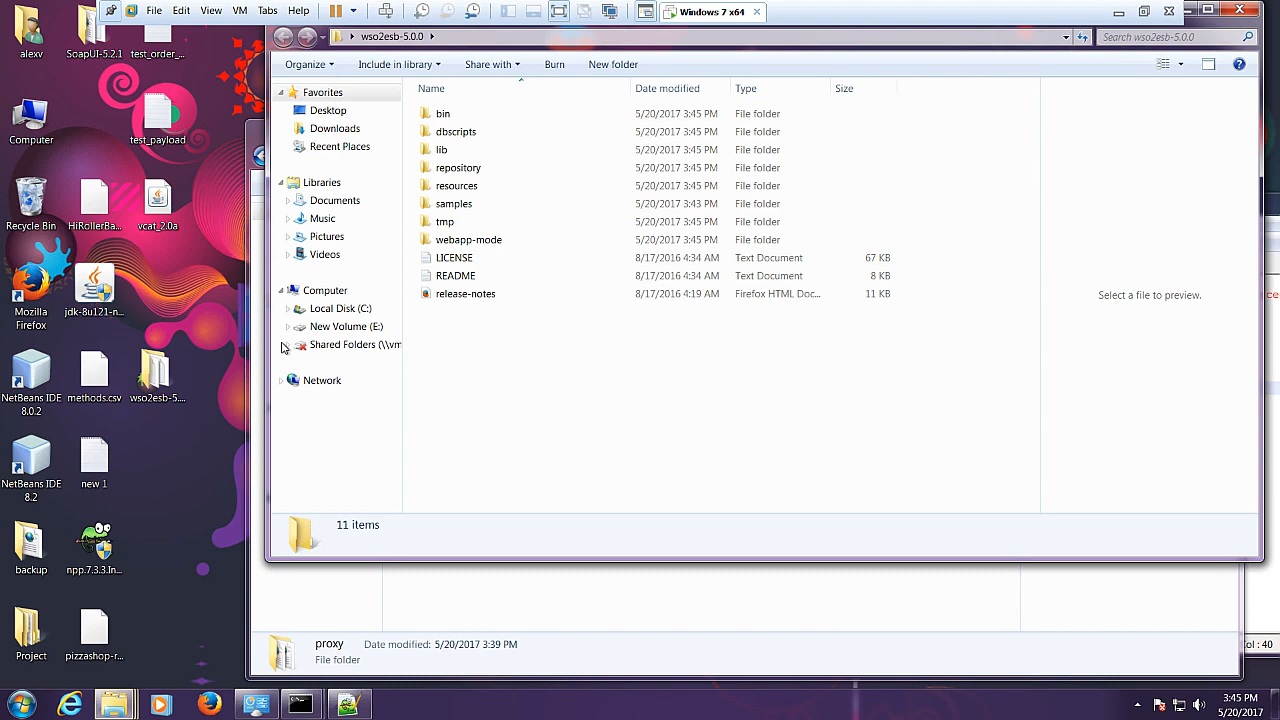 File Edit View VM Tabs Help
Windows 7 x64
wso2esb-5.0.0
Search wso2esb-5.0.0
Organize
Include in library
Share with
Burn
New folder
Name
Date modified
Type
Size
Favorites
Desktop
Downloads
Recent Places
Libraries
Documents
Music
Pictures
Videos
Computer
Local Disk (C:)
New Volume (E:)
Shared Folders (\\vm
Network
bin 5/20/2017 3:45 PM File folder
dbscripts 5/20/2017 3:45 PM File folder
lib 5/20/2017 3:45 PM File folder
repository 5/20/2017 3:45 PM File folder
resources 5/20/2017 3:45 PM File folder
samples 5/20/2017 3:43 PM File folder
tmp 5/20/2017 3:45 PM File folder
webapp-mode 5/20/2017 3:45 PM File folder
LICENSE 8/17/2016 4:34 AM Text Document 67 KB
README 8/17/2016 4:34 AM Text Document 8 KB
release-notes 8/17/2016 4:19 AM Firefox HTML Doc... 11 KB
Select a file to preview.
11 items
proxy Date modified: 5/20/2017 3:39 PM
File folder
ol : 40
alexv
SoapUI-5.2.1
test_order_...
Computer
test_payload
Recycle Bin
HiRollerBa...
vcat_2.0a
Mozilla
Firefox
jdk-8u121-n...
NetBeans IDE
8.0.2
methods.csv
wso2esb-5....
NetBeans IDE
8.2
new 1
backup
npp.7.3.3.In...
Project
pizzashop-r...
3:45 PM
5/20/2017